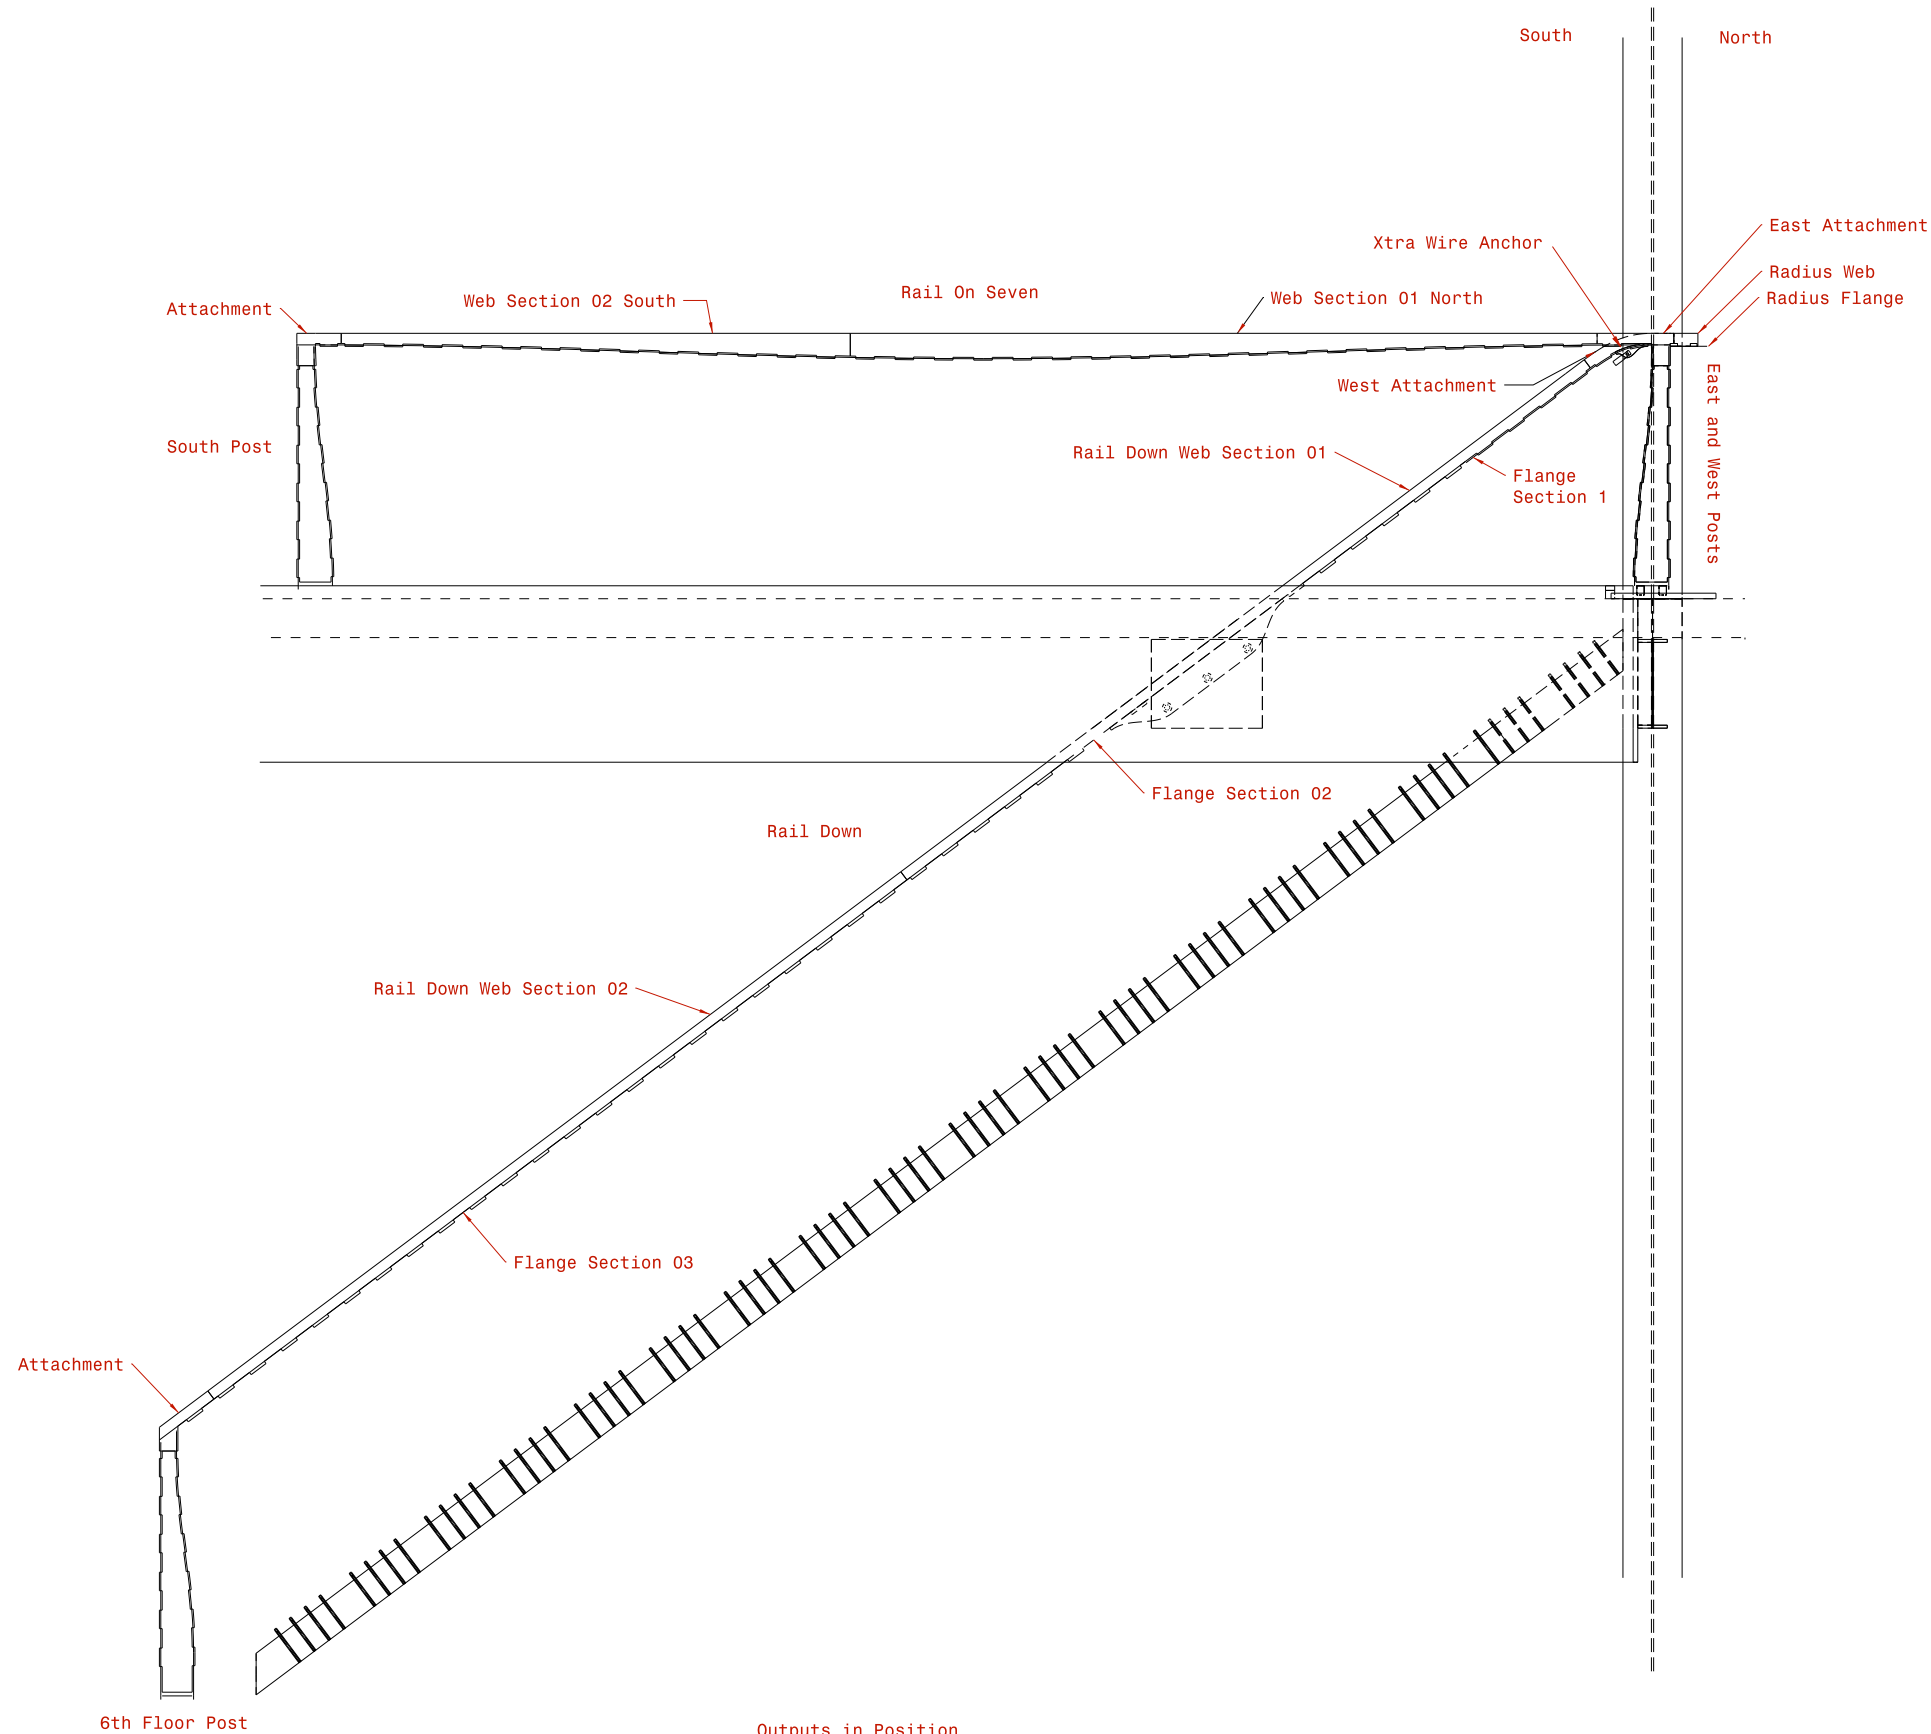 South
North
East Attachment
Xtra Wire Anchor
Radius Web
Radius Flange
Rail On Seven
Web Section 02 South
Web Section 01 North
Attachment
West Attachment
East and West Posts
South Post
Rail Down Web Section 01
Flange
Section 1
Flange Section 02
Rail Down
Rail Down Web Section 02
Flange Section 03
Attachment
6th Floor Post
Outputs in Position